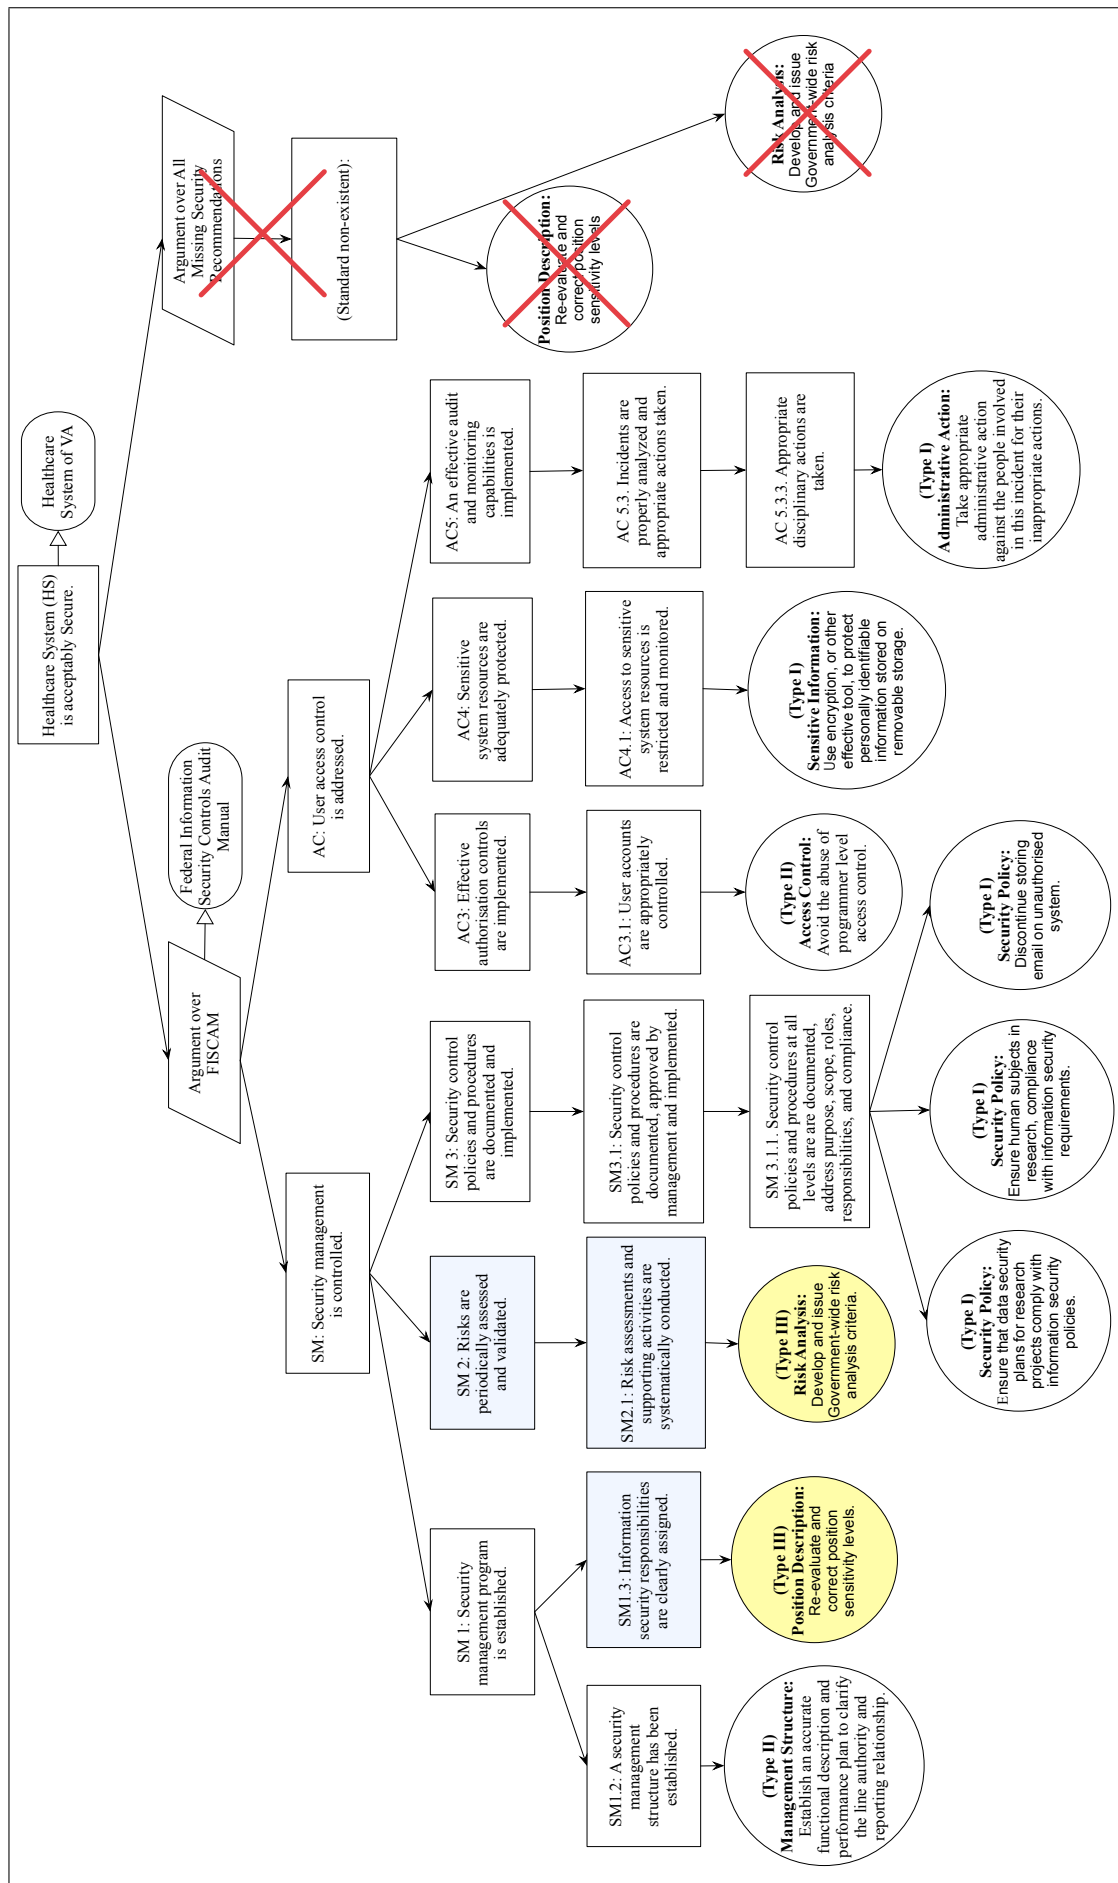 Healthcare System (HS)
is acceptably Secure.
Healthcare
System of VA
Argument over
FISCAM
Federal Information
Security Controls Audit
Manual
Argument over All
Missing Security
Recommendations
SM: Security management
is controlled.
AC: User access control
is addressed.
(Standard non-existent):
SM 1: Security
management program
is established.
SM 2: Risks are
periodically assessed
and validated.
SM 3: Security control
policies and procedures
are documented and
implemented.
AC3: Effective
authorisation controls
are implemented.
AC4: Sensitive
system resources are
adequately protected.
AC5: An effective audit
and monitoring
capabilities is
implemented.
Position Description:
Re-evaluate and
correct position
sensitivity levels
Risk Analysis:
Develop and issue
Government-wide risk
analysis criteria
SM1.2: A security
management
structure has been
established.
SM1.3: Information
security responsibilities
are clearly assigned.
SM2.1: Risk assessments and
supporting activities are
systematically conducted.
SM3.1: Security control
policies and procedures are
documented, approved by
management and implemented.
AC3.1: User accounts
are appropriately
controlled.
AC4.1: Access to sensitive
system resources is
restricted and monitored.
AC 5.3. Incidents are
properly analyzed and
appropriate actions taken.
(Type II)
Management Structure:
Establish an accurate
functional description and
performance plan to clarify
the line authority and
reporting relationship.
(Type III)
Position Description:
Re-evaluate and
correct position
sensitivity levels.
(Type III)
Risk Analysis:
Develop and issue
Government-wide risk
analysis criteria.
SM 3.1.1. Security control
policies and procedures at all
levels are are documented,
address purpose, scope, roles,
responsibilities, and compliance.
(Type II)
Access Control:
Avoid the abuse of
programmer level
access control.
(Type I)
Sensitive Information:
Use encryption, or other
effective tool, to protect
personally identifiable
information stored on
removable storage.
AC 5.3.3. Appropriate
disciplinary actions are
taken.
(Type I)
Security Policy:
Ensure that data security
plans for research
projects comply with
information security
policies.
(Type I)
Security Policy:
Ensure human subjects in
research, compliance
with information security
requirements.
(Type I)
Security Policy:
Discontinue storing
email on unauthorised
system.
(Type I)
Administrative Action:
Take appropriate
administrative action
against the people involved
in this incident for their
inappropriate actions.